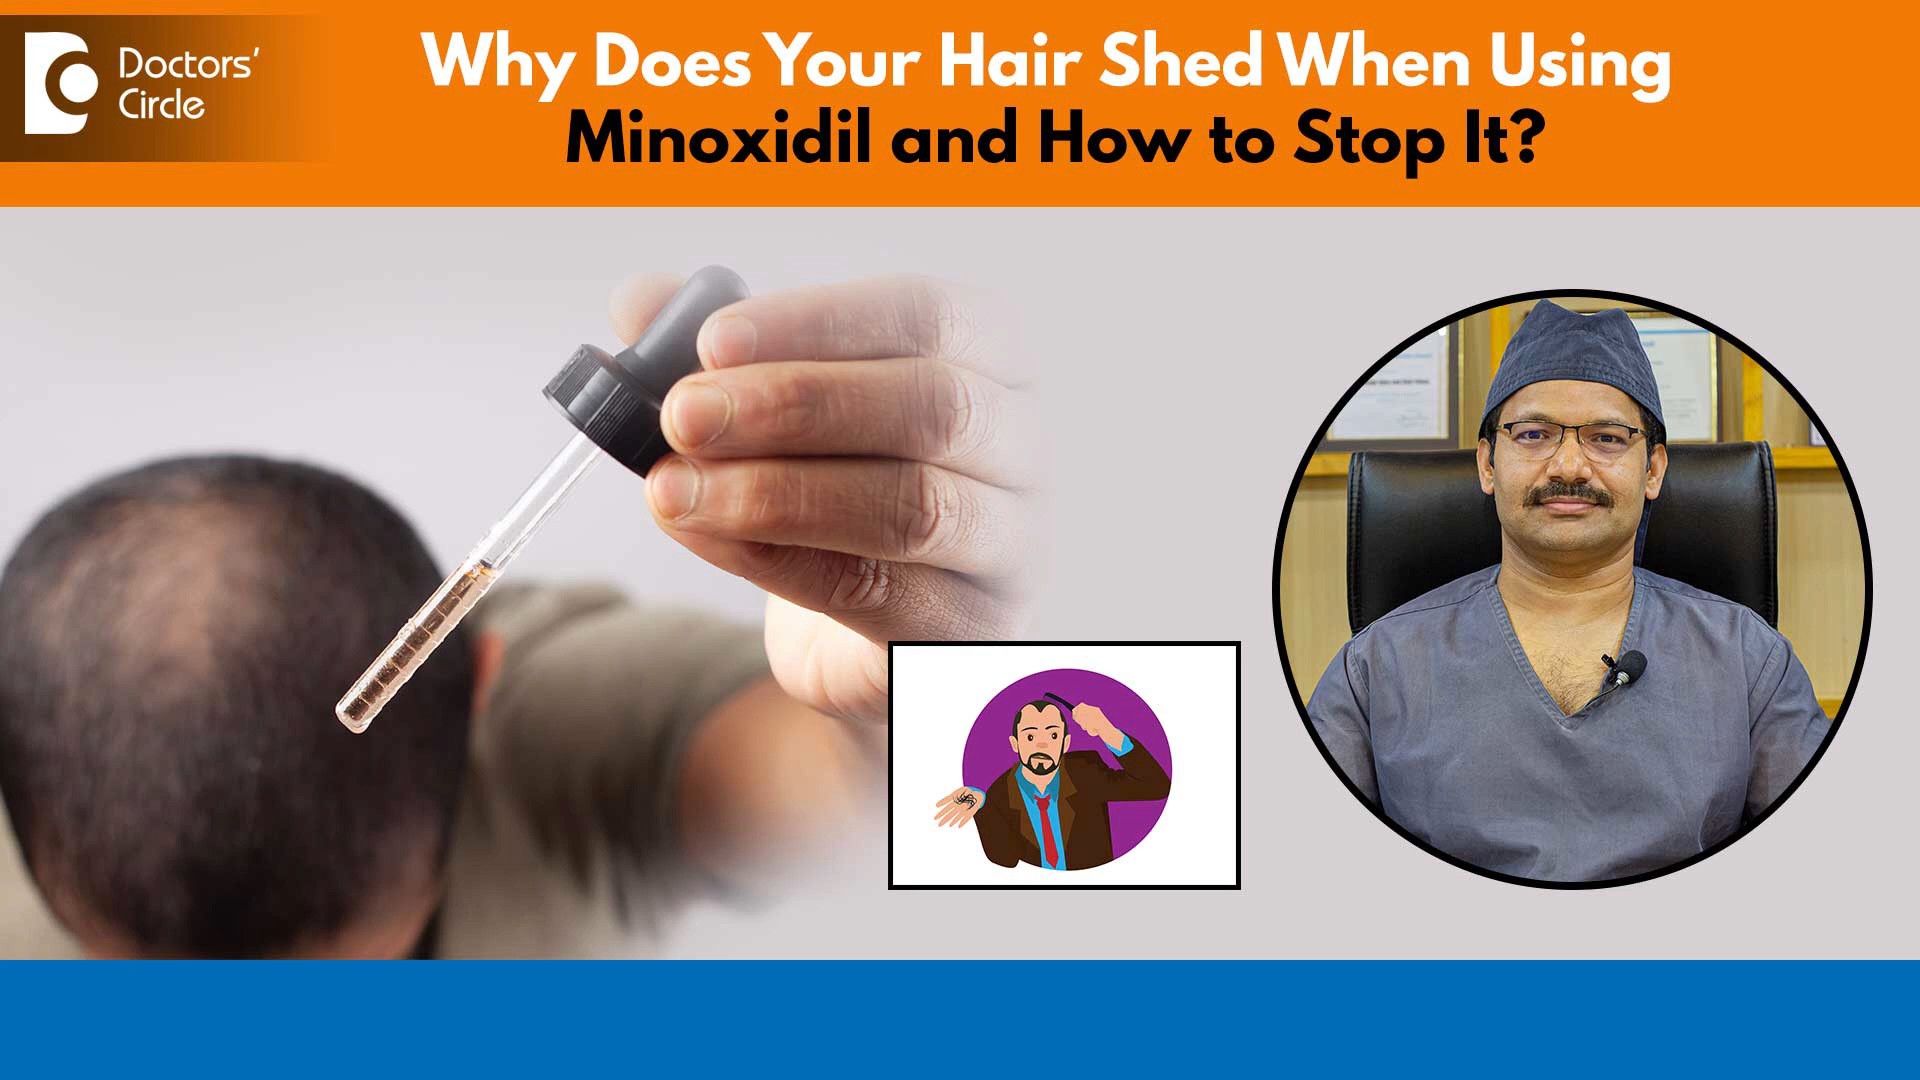 Doctors'
Circle
Why Does Your Hair Shed When Using
Minoxidil and How to Stop It?